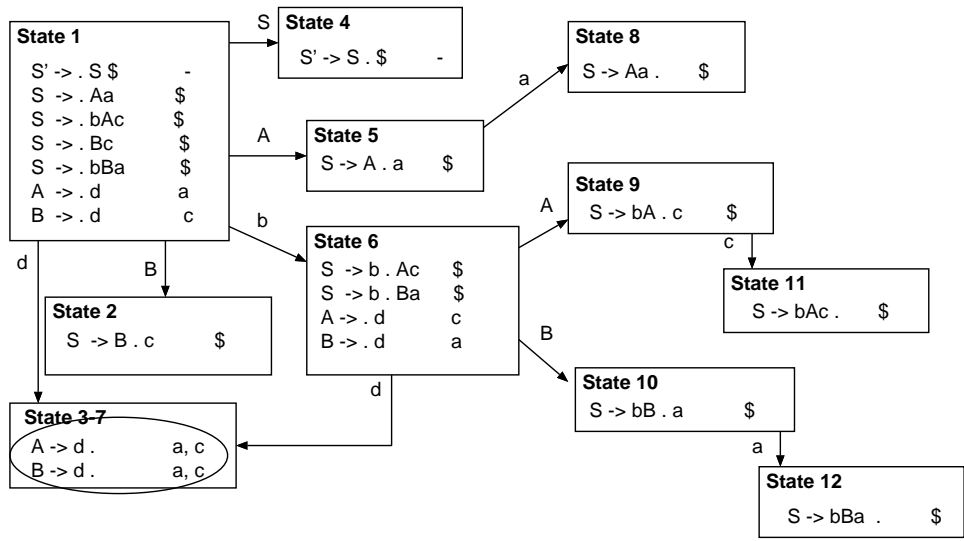 State 1
S' -> . S $ -
S -> . Aa $
S -> . bAc $
S -> . Bc $
S -> . bBa $
A -> . d a
B -> . d c
S
State 4
S' -> S . $ -
A
State 5
S -> A . a $
a
State 8
S -> Aa . $
b
State 6
S -> b . Ac $
S -> b . Ba $
A -> . d c
B -> . d a
A
State 9
S -> bA . c $
c
State 11
S -> bAc . $
B
State 10
S -> bB . a $
a
State 12
S -> bBa . $
d
B
State 2
S -> B . c $
d
State 3-7
A -> d . a, c
B -> d . a, c